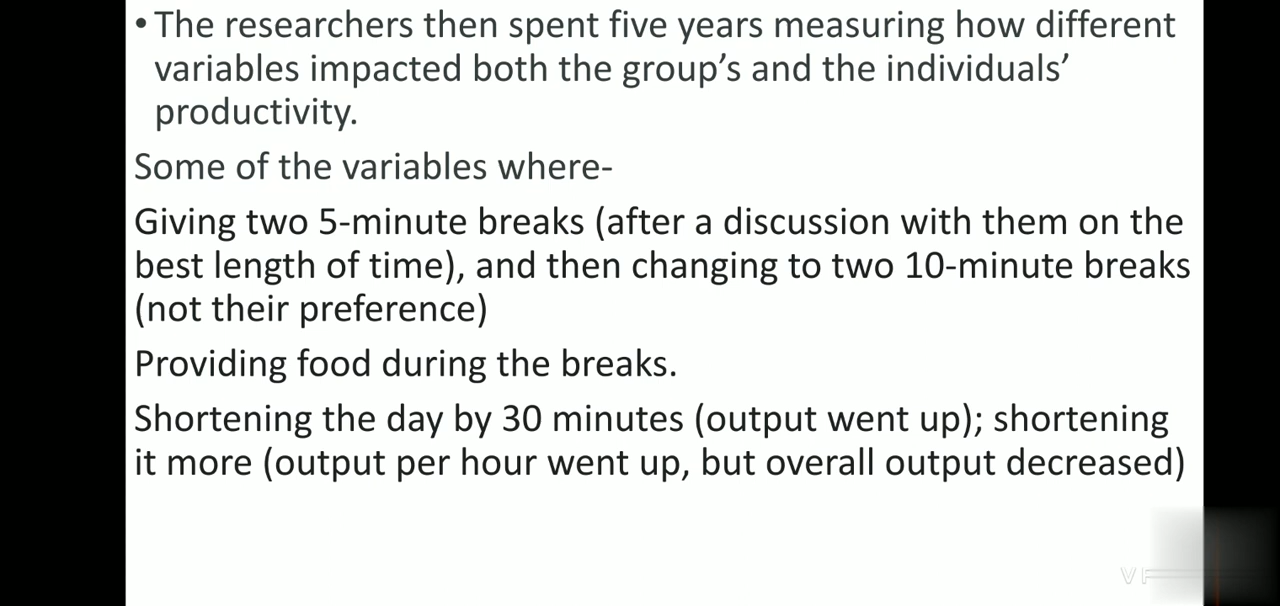 • The researchers then spent five years measuring how different
variables impacted both the group’s and the individuals’
productivity.
Some of the variables where-
Giving two 5-minute breaks (after a discussion with them on the
best length of time), and then changing to two 10-minute breaks
(not their preference)
Providing food during the breaks.
Shortening the day by 30 minutes (output went up); shortening
it more (output per hour went up, but overall output decreased)